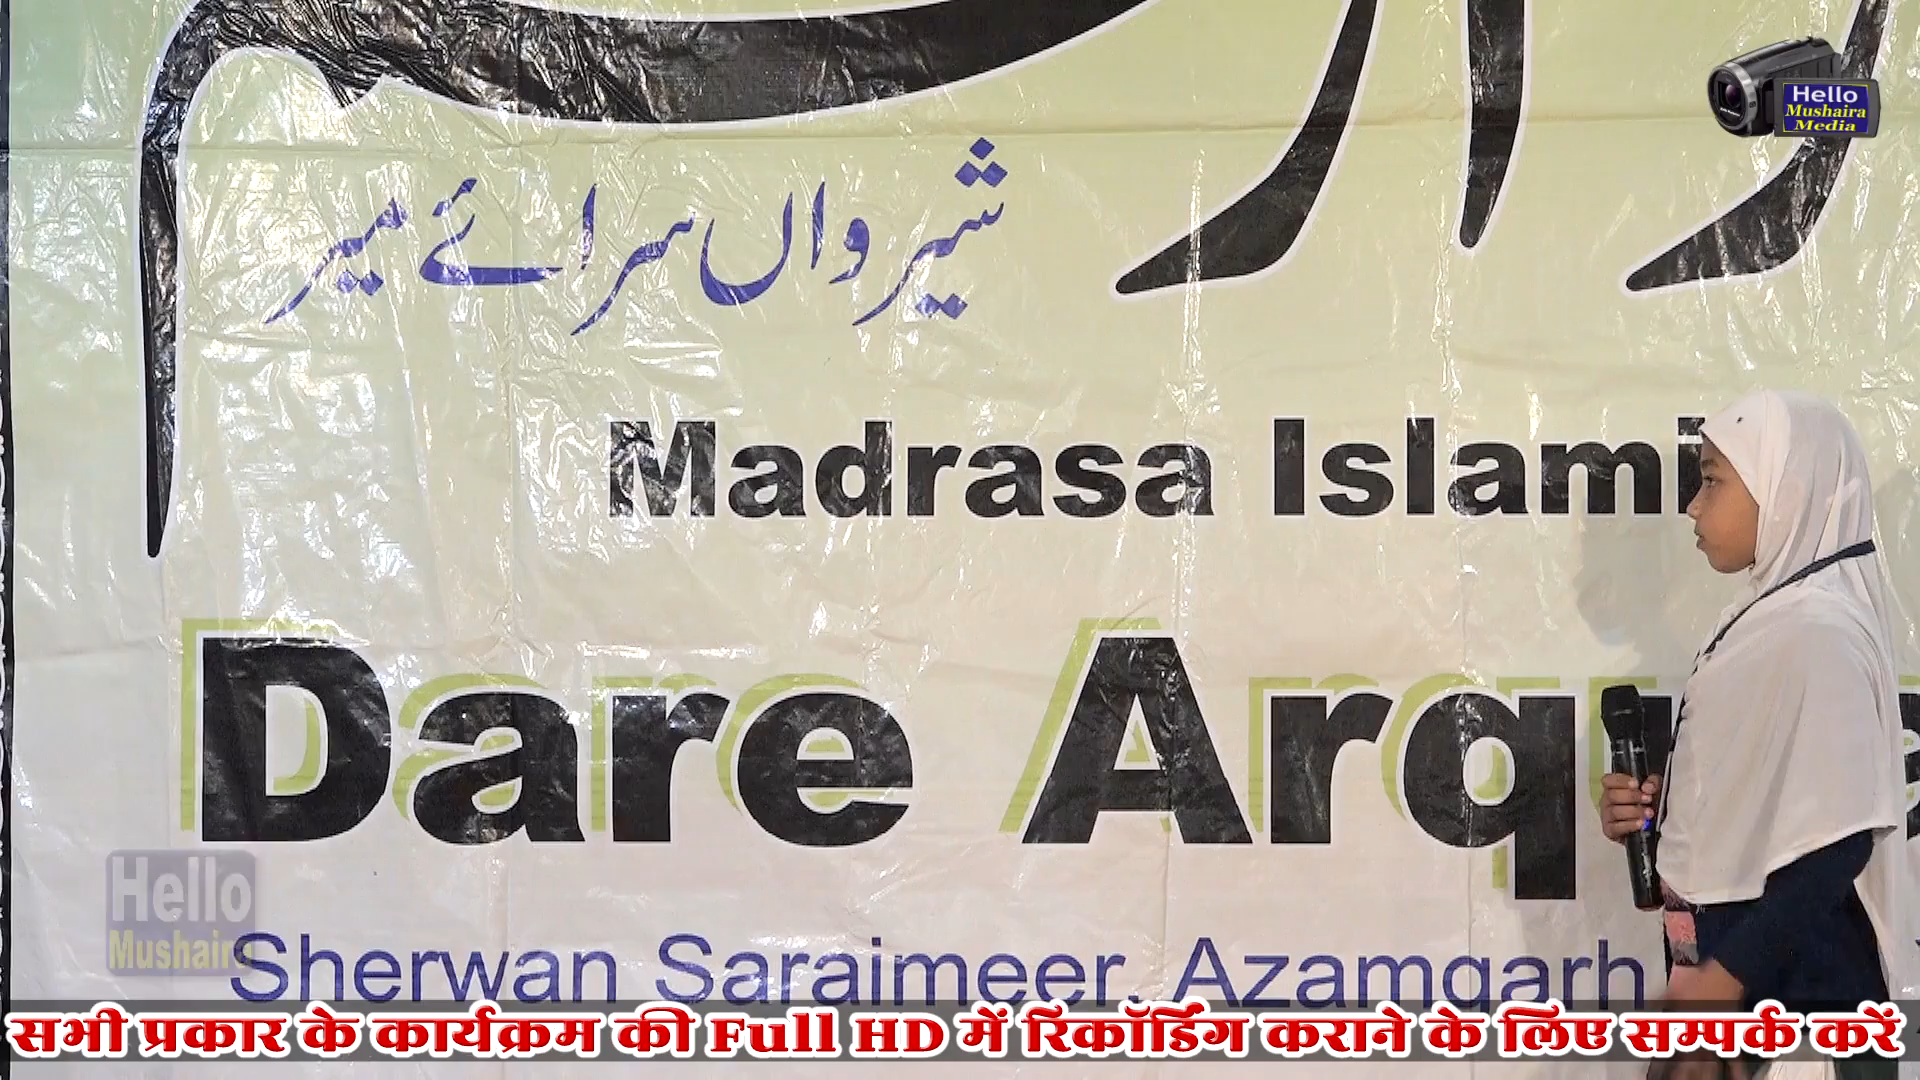 Hello
Mushaira
Media
شیرواں سرائے میر
Madrasa Islami
Dare Arq
Hello
Mushaira
Sherwan Saraimeer, Azamgarh
सभी प्रकार के कार्यक्रम की Full HD में रिकॉर्डिंग कराने के लिए सम्पर्क करें